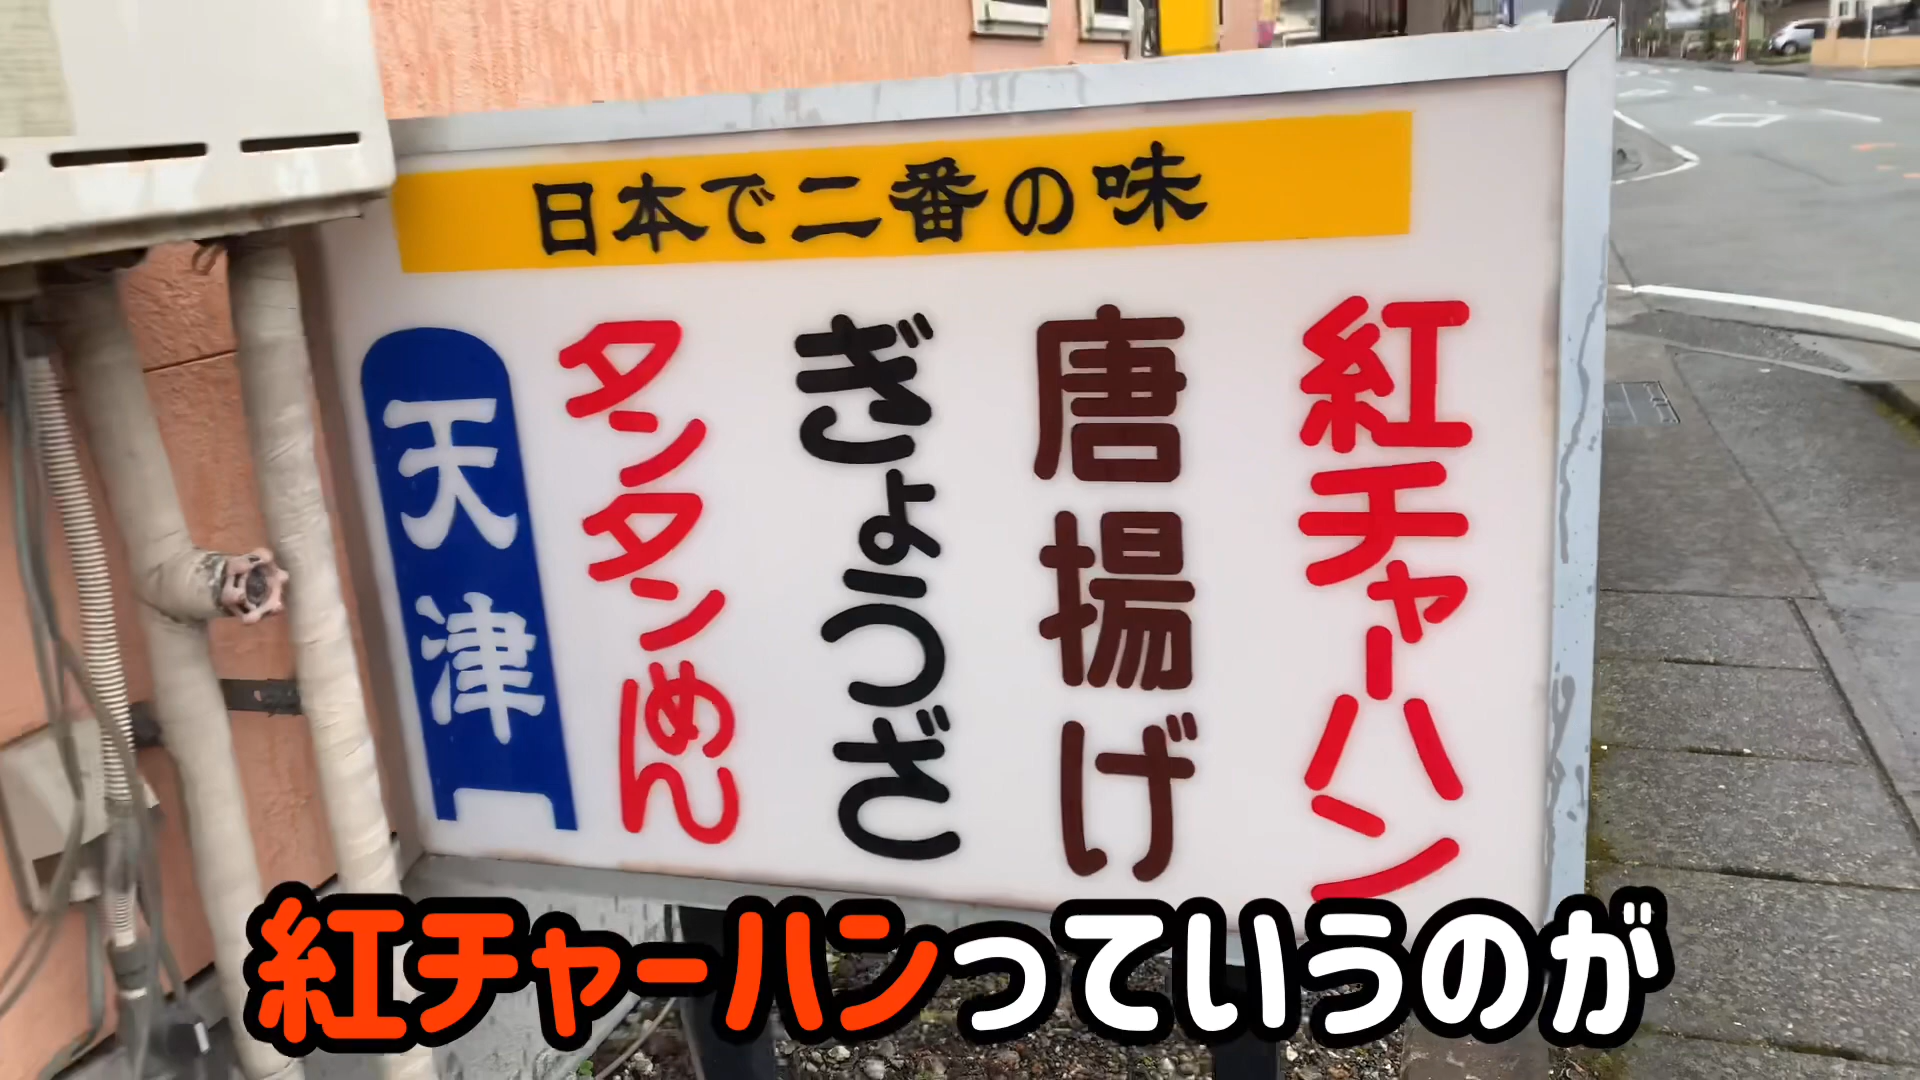 日本で二番の味
紅チャーハン
唐揚げ
ぎょうざ
タンタンめん
天津
紅チャーハンっていうのが